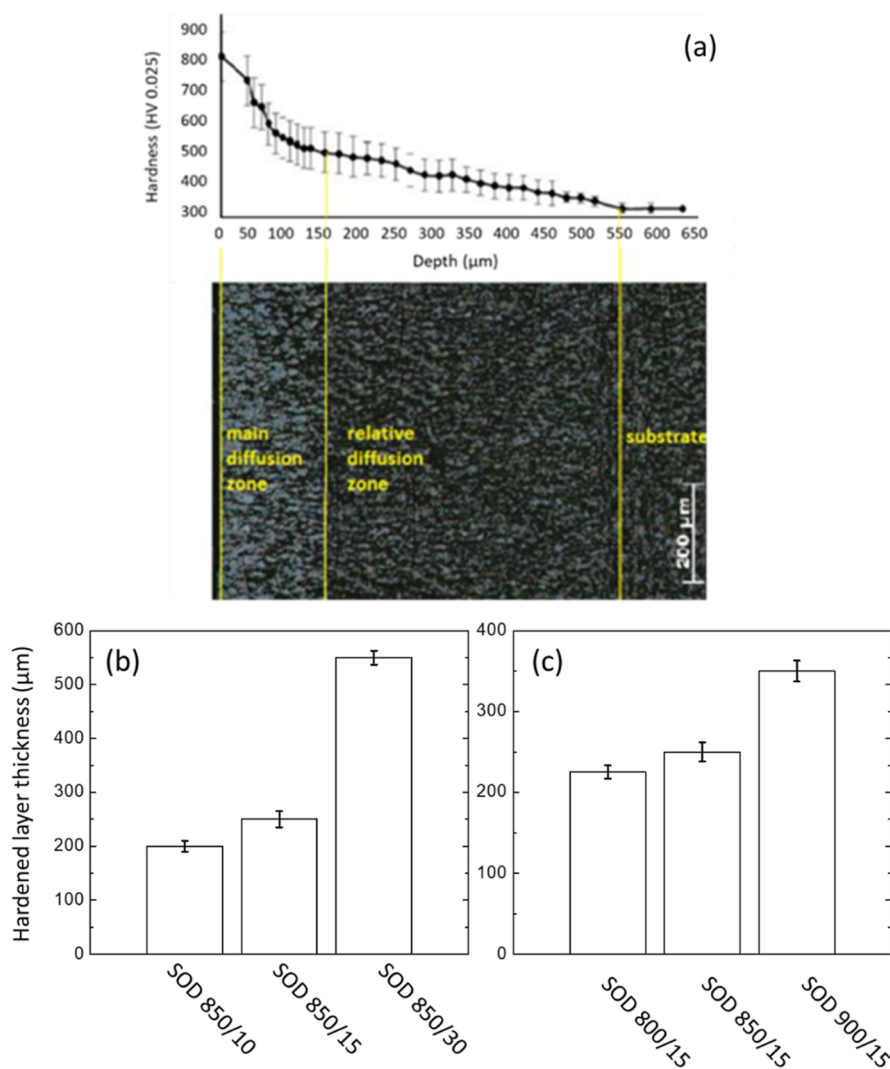 (a)
Hardness (HV 0.025)
900
800
700
600
500
400
300
0 50 100 150 200 250 300 350 400 450 500 550 600 650
Depth (µm)
main
diffusion
zone
relative
diffusion
zone
substrate
200 µm
(b)
Hardened layer thickness (µm)
600
500
400
300
200
100
0
SOD 850/10
SOD 850/15
SOD 850/30
(c)
400
300
200
100
0
SOD 800/15
SOD 850/15
SOD 900/15